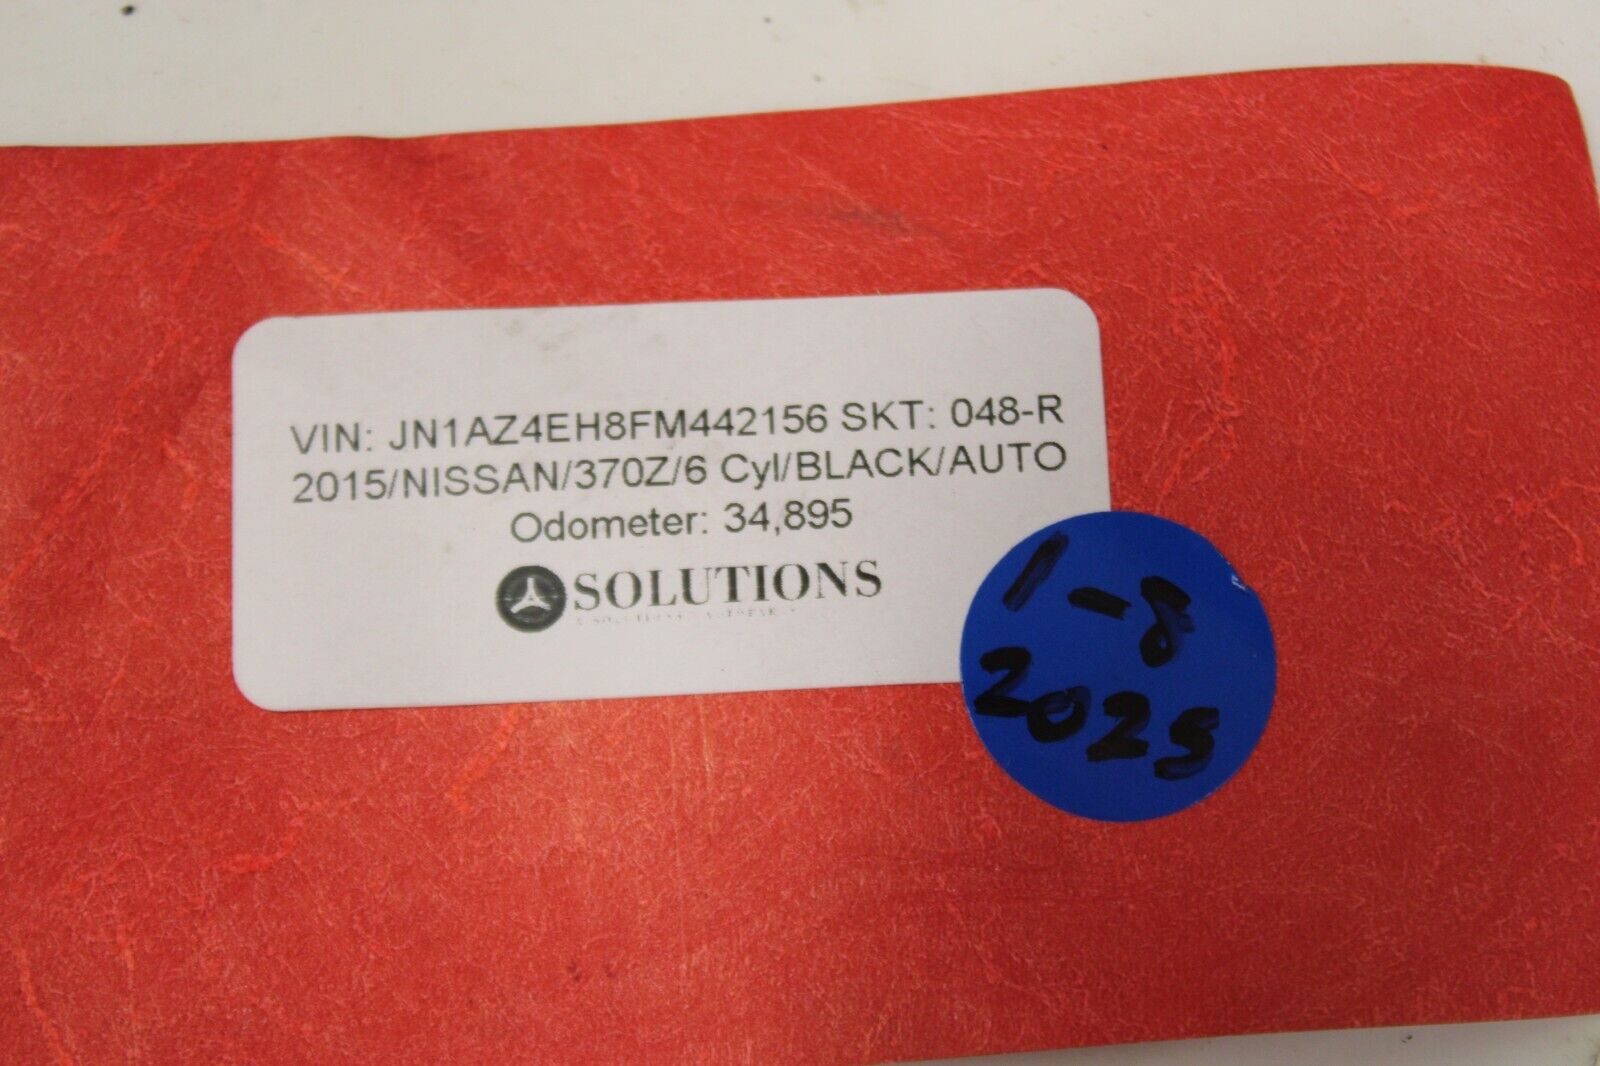 VIN: JN1AZ4EH8FM442156 SKT: 048-R
2015/NISSAN/370Z/6 Cyl/BLACK/AUTO
Odometer: 34,895
SOLUTIONS
1-8
2025